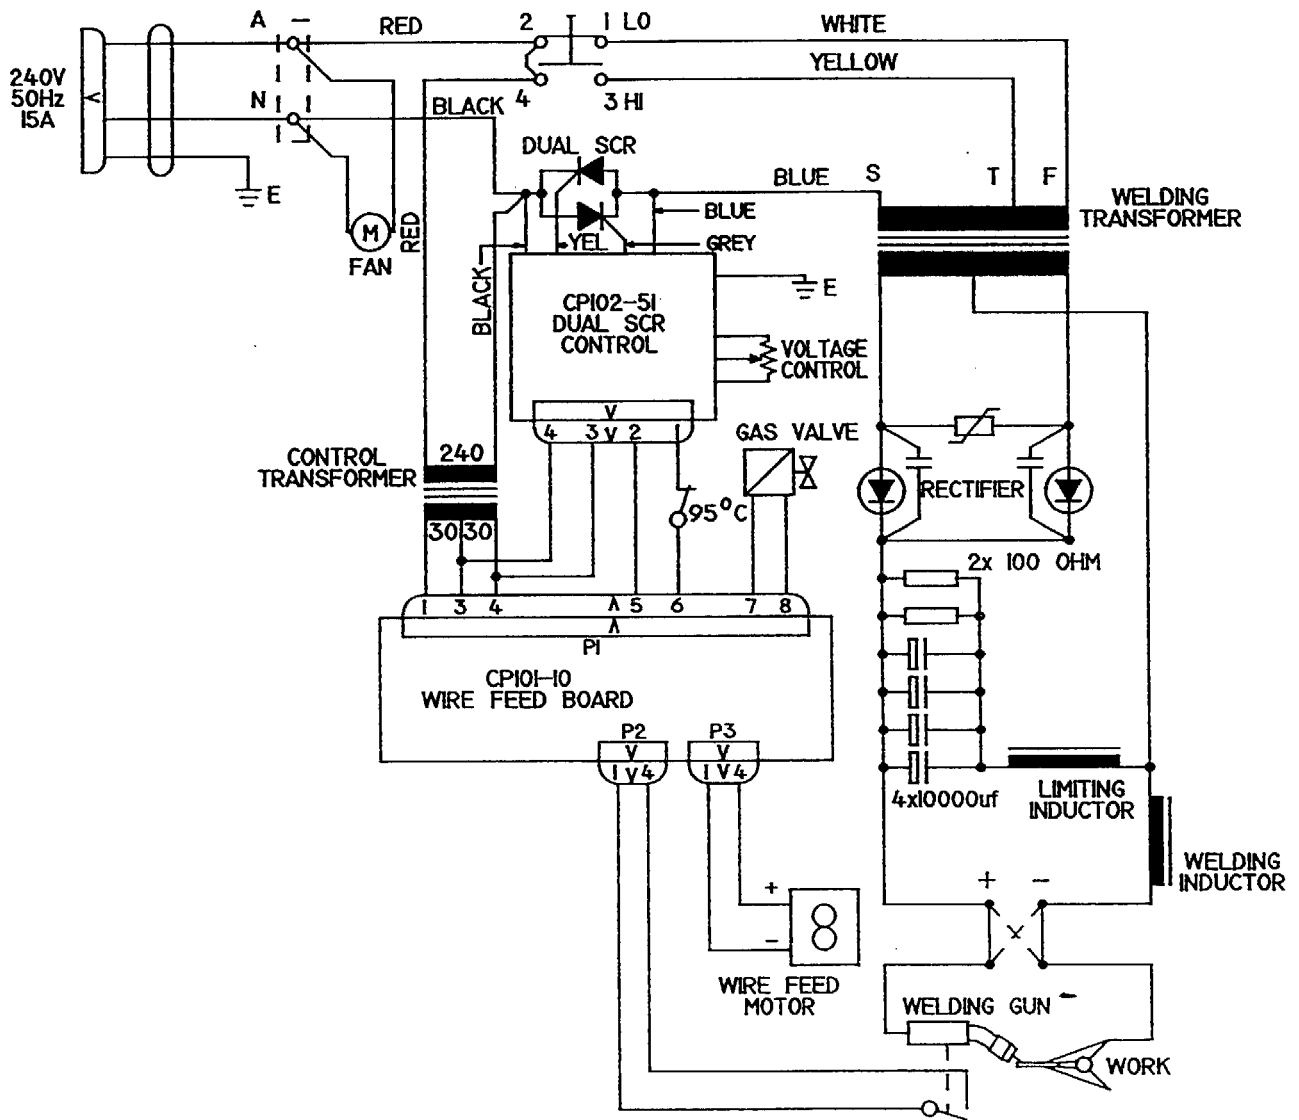 A
RED
2
1 LO
WHITE
YELLOW
240V
50Hz
15A
N
BLACK
4
3 HI
DUAL SCR
E
M
FAN
RED
BLUE
S
T
F
WELDING
TRANSFORMER
BLUE
YEL
GREY
BLACK
CP102-51
DUAL SCR
CONTROL
E
VOLTAGE
CONTROL
4
3
2
1
GAS VALVE
CONTROL
TRANSFORMER
240
30 30
95°C
RECTIFIER
2x 100 OHM
1 3 4 5 6 7 8
P1
CP101-10
WIRE FEED BOARD
P2
P3
1 4
1 4
4x10000uf
LIMITING
INDUCTOR
WELDING
INDUCTOR
+
-
+
-
WIRE FEED
MOTOR
WELDING GUN
WORK